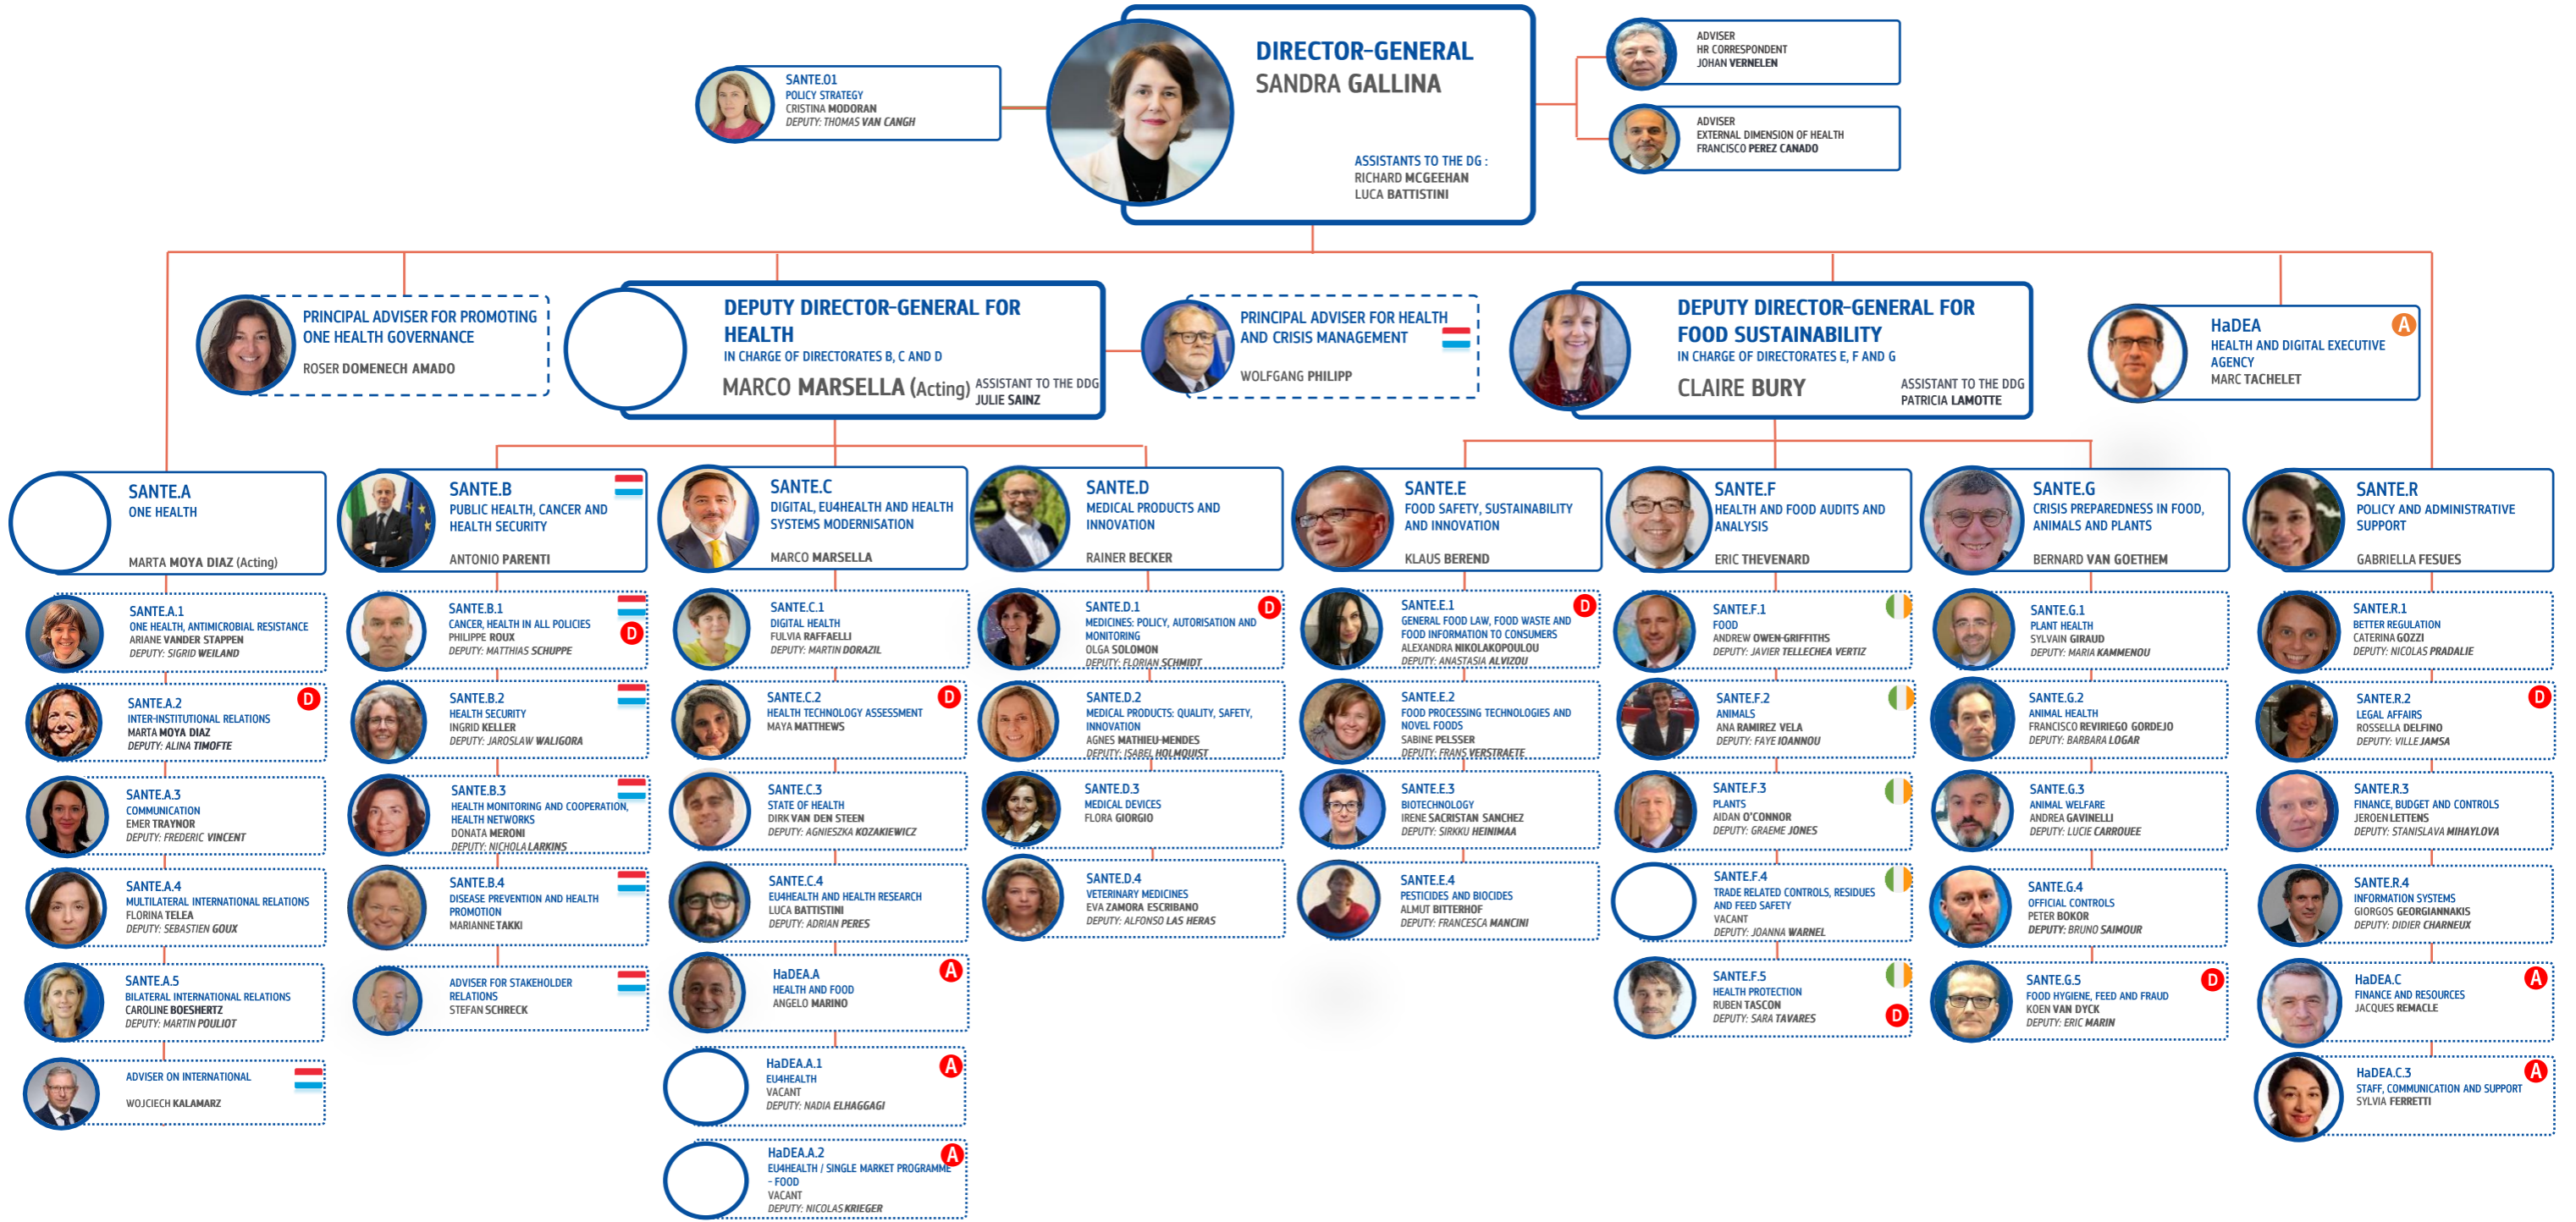 DIRECTOR-GENERAL
SANDRA GALLINA
ASSISTANTS TO THE DG :
RICHARD MCGEEHAN
LUCA BATTISTINI
SANTE.01
POLICY STRATEGY
CRISTINA MODORAN
DEPUTY: THOMAS VAN CANGH
ADVISER
HR CORRESPONDENT
JOHAN VERNELEN
ADVISER
EXTERNAL DIMENSION OF HEALTH
FRANCISCO PEREZ CANADO
PRINCIPAL ADVISER FOR PROMOTING
ONE HEALTH GOVERNANCE
ROSER DOMENECH AMADO
DEPUTY DIRECTOR-GENERAL FOR
HEALTH
IN CHARGE OF DIRECTORATES B, C AND D
MARCO MARSELLA (Acting)
ASSISTANT TO THE DDG
JULIE SAINZ
PRINCIPAL ADVISER FOR HEALTH
AND CRISIS MANAGEMENT
WOLFGANG PHILIPP
DEPUTY DIRECTOR-GENERAL FOR
FOOD SUSTAINABILITY
IN CHARGE OF DIRECTORATES E, F AND G
CLAIRE BURY
ASSISTANT TO THE DDG
PATRICIA LAMOTTE
HaDEA
A
HEALTH AND DIGITAL EXECUTIVE
AGENCY
MARC TACHELET
SANTE.A
ONE HEALTH
MARTA MOYA DIAZ (Acting)
SANTE.A.1
ONE HEALTH, ANTIMICROBIAL RESISTANCE
ARIANE VANDER STAPPEN
DEPUTY: SIGRID WEILAND
SANTE.A.2
D
INTER-INSTITUTIONAL RELATIONS
MARTA MOYA DIAZ
DEPUTY: ALINA TIMOFTE
SANTE.A.3
COMMUNICATION
EMER TRAYNOR
DEPUTY: FREDERIC VINCENT
SANTE.A.4
MULTILATERAL INTERNATIONAL RELATIONS
FLORINA TELEA
DEPUTY: SEBASTIEN GOUX
SANTE.A.5
BILATERAL INTERNATIONAL RELATIONS
CAROLINE BOESHERTZ
DEPUTY: MARTIN POULIOT
ADVISER ON INTERNATIONAL
WOJCIECH KALAMARZ
SANTE.B
PUBLIC HEALTH, CANCER AND
HEALTH SECURITY
ANTONIO PARENTI
SANTE.B.1
CANCER, HEALTH IN ALL POLICIES
D
PHILIPPE ROUX
DEPUTY: MATTHIAS SCHUPPE
SANTE.B.2
HEALTH SECURITY
INGRID KELLER
DEPUTY: JAROSLAW WALIGORA
SANTE.B.3
HEALTH MONITORING AND COOPERATION,
HEALTH NETWORKS
DONATA MERONI
DEPUTY: NICHOLA LARKINS
SANTE.B.4
DISEASE PREVENTION AND HEALTH
PROMOTION
MARIANNE TAKKI
ADVISER FOR STAKEHOLDER
RELATIONS
STEFAN SCHRECK
SANTE.C
DIGITAL, EU4HEALTH AND HEALTH
SYSTEMS MODERNISATION
MARCO MARSELLA
SANTE.C.1
DIGITAL HEALTH
FULVIA RAFFAELLI
DEPUTY: MARTIN DORAZIL
SANTE.C.2
D
HEALTH TECHNOLOGY ASSESSMENT
MAYA MATTHEWS
SANTE.C.3
STATE OF HEALTH
DIRK VAN DEN STEEN
DEPUTY: AGNIESZKA KOZAKIEWICZ
SANTE.C.4
EU4HEALTH AND HEALTH RESEARCH
LUCA BATTISTINI
DEPUTY: ADRIAN PERES
HaDEA.A
A
HEALTH AND FOOD
ANGELO MARINO
HaDEA.A.1
A
EU4HEALTH
VACANT
DEPUTY: NADIA ELHAGGAGI
HaDEA.A.2
A
EU4HEALTH / SINGLE MARKET PROGRAMME
- FOOD
VACANT
DEPUTY: NICOLAS KRIEGER
SANTE.D
MEDICAL PRODUCTS AND
INNOVATION
RAINER BECKER
SANTE.D.1
D
MEDICINES: POLICY, AUTORISATION AND
MONITORING
OLGA SOLOMON
DEPUTY: FLORIAN SCHMIDT
SANTE.D.2
MEDICAL PRODUCTS: QUALITY, SAFETY,
INNOVATION
AGNES MATHIEU-MENDES
DEPUTY: ISABEL HOLMQUIST
SANTE.D.3
MEDICAL DEVICES
FLORA GIORGIO
SANTE.D.4
VETERINARY MEDICINES
EVA ZAMORA ESCRIBANO
DEPUTY: ALFONSO LAS HERAS
SANTE.E
FOOD SAFETY, SUSTAINABILITY
AND INNOVATION
KLAUS BEREND
SANTE.E.1
D
GENERAL FOOD LAW, FOOD WASTE AND
FOOD INFORMATION TO CONSUMERS
ALEXANDRA NIKOLAKOPOULOU
DEPUTY: ANASTASIA ALVIZOU
SANTE.E.2
FOOD PROCESSING TECHNOLOGIES AND
NOVEL FOODS
SABINE PELSSER
DEPUTY: FRANS VERSTRAETE
SANTE.E.3
BIOTECHNOLOGY
IRENE SACRISTAN SANCHEZ
DEPUTY: SIRKKU HEINIMAA
SANTE.E.4
PESTICIDES AND BIOCIDES
ALMUT BITTERHOF
DEPUTY: FRANCESCA MANCINI
SANTE.F
HEALTH AND FOOD AUDITS AND
ANALYSIS
ERIC THEVENARD
SANTE.F.1
FOOD
ANDREW OWEN-GRIFFITHS
DEPUTY: JAVIER TELLECHEA VERTIZ
SANTE.F.2
ANIMALS
ANA RAMIREZ VELA
DEPUTY: FAYE IOANNOU
SANTE.F.3
PLANTS
AIDAN O'CONNOR
DEPUTY: GRAEME JONES
SANTE.F.4
TRADE RELATED CONTROLS, RESIDUES
AND FEED SAFETY
VACANT
DEPUTY: JOANNA WARNEL
SANTE.F.5
HEALTH PROTECTION
RUBEN TASCON
DEPUTY: SARA TAVARES
D
SANTE.G
CRISIS PREPAREDNESS IN FOOD,
ANIMALS AND PLANTS
BERNARD VAN GOETHEM
SANTE.G.1
PLANT HEALTH
SYLVAIN GIRAUD
DEPUTY: MARIA KAMMENOU
SANTE.G.2
ANIMAL HEALTH
FRANCISCO REVIRIEGO GORDEJO
DEPUTY: BARBARA LOGAR
SANTE.G.3
ANIMAL WELFARE
ANDREA GAVINELLI
DEPUTY: LUCIE CARROUEE
SANTE.G.4
OFFICIAL CONTROLS
PETER BOKOR
DEPUTY: BRUNO SAIMOUR
SANTE.G.5
D
FOOD HYGIENE, FEED AND FRAUD
KOEN VAN DYCK
DEPUTY: ERIC MARIN
SANTE.R
POLICY AND ADMINISTRATIVE
SUPPORT
GABRIELLA FESUES
SANTE.R.1
BETTER REGULATION
CATERINA GOZZI
DEPUTY: NICOLAS PRADALIE
SANTE.R.2
D
LEGAL AFFAIRS
ROSSELLA DELFINO
DEPUTY: VILLE JAMSA
SANTE.R.3
FINANCE, BUDGET AND CONTROLS
JEROEN LETTENS
DEPUTY: STANISLAVA MIHAYLOVA
SANTE.R.4
INFORMATION SYSTEMS
GIORGOS GEORGIANNAKIS
DEPUTY: DIDIER CHARNEUX
HaDEA.C
A
FINANCE AND RESOURCES
JACQUES REMACLE
HaDEA.C.3
A
STAFF, COMMUNICATION AND SUPPORT
SYLVIA FERRETTI